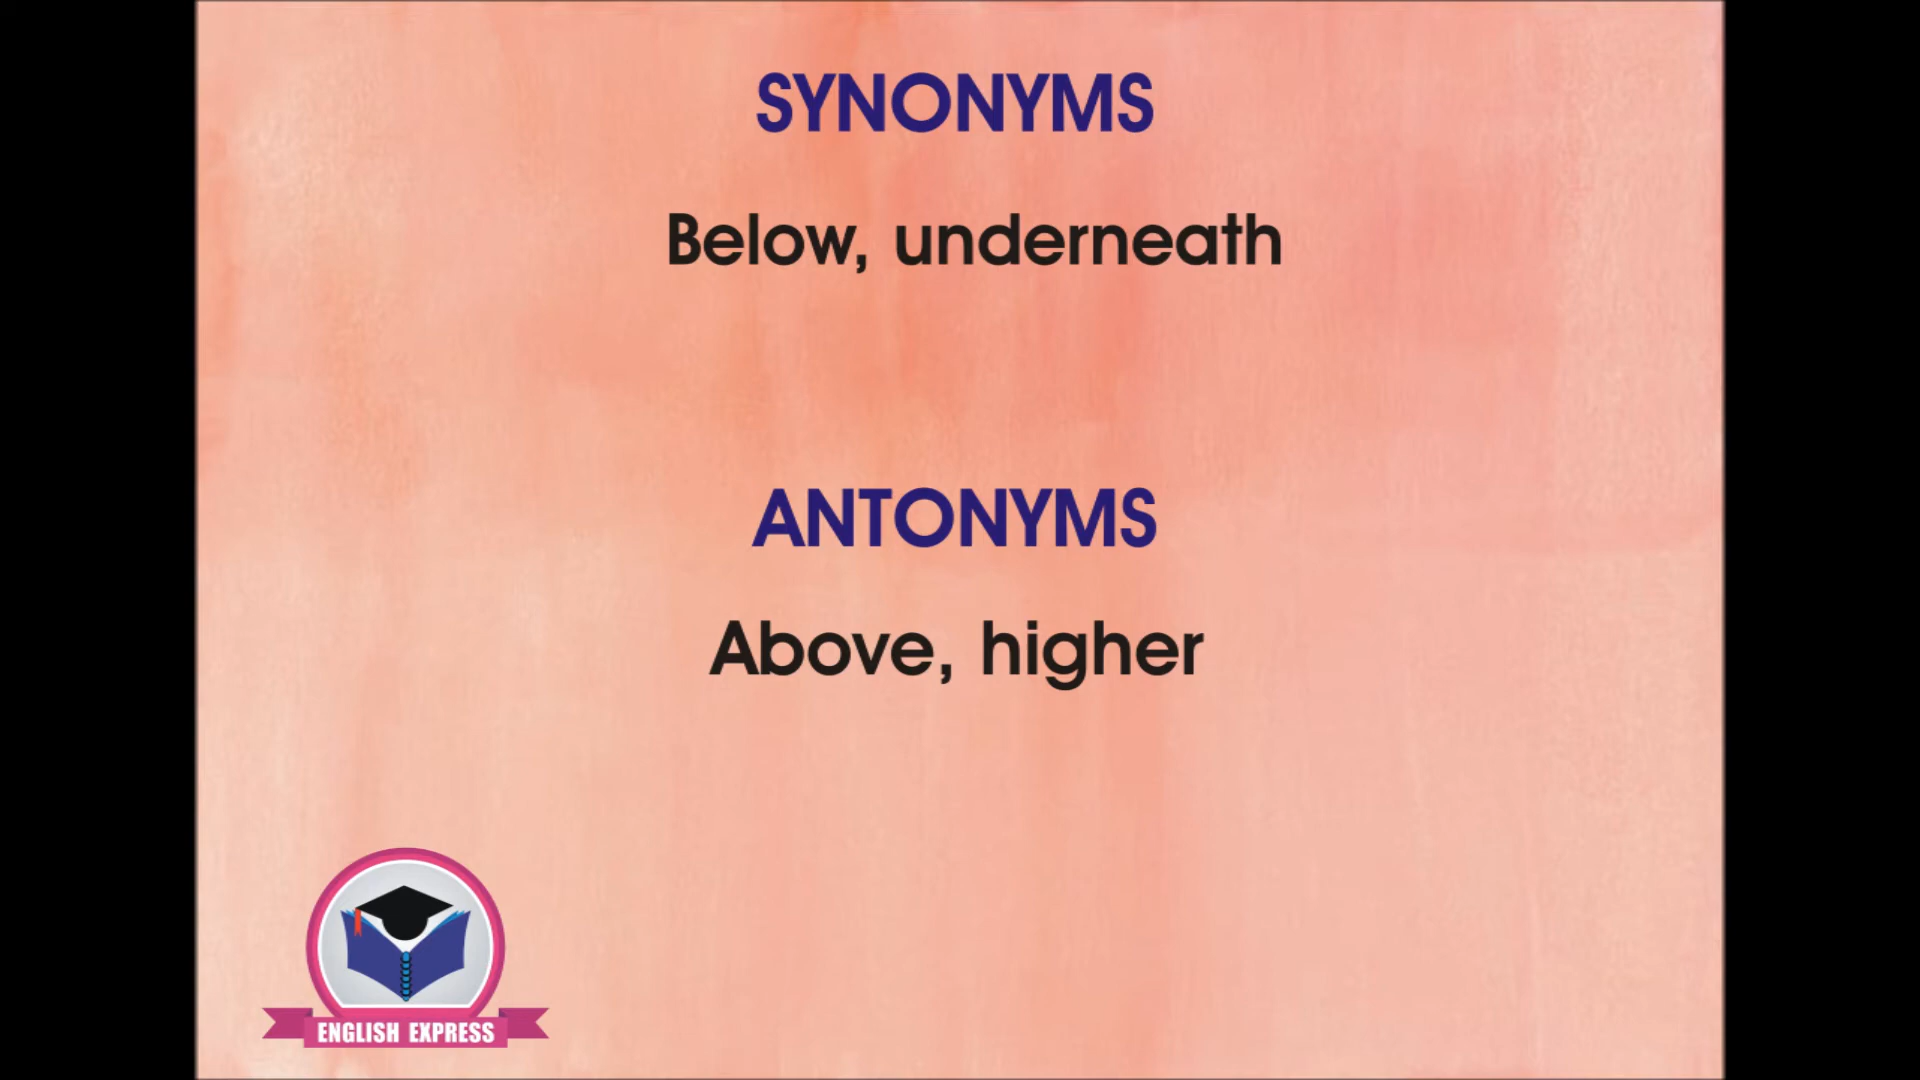 SYNONYMS
Below, underneath
ANTONYMS
Above, higher
ENGLISH EXPRESS